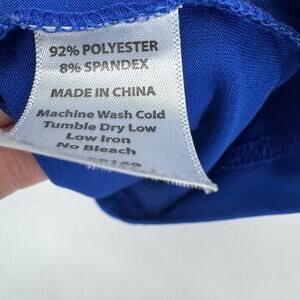 92% POLYESTER
8% SPANDEX
MADE IN CHINA
Machine Wash Cold
Tumble Dry Low
Low Iron
No Bleach